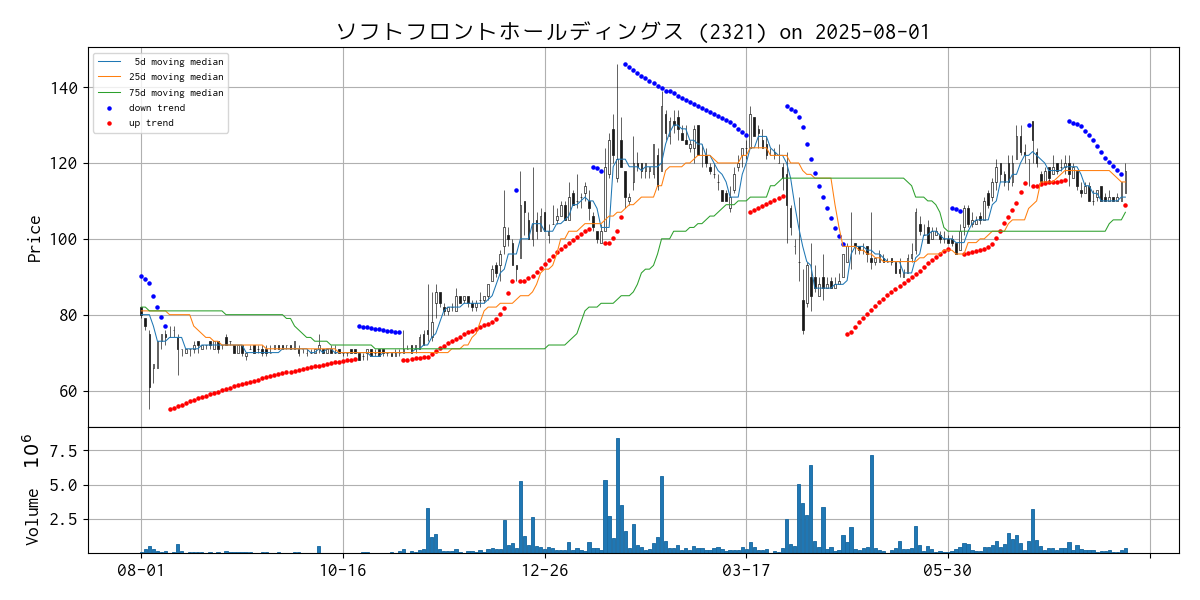 ソフトフロントホールディングス (2321) on 2025-08-01
5d moving median
25d moving median
75d moving median
down trend
up trend
Price
140
120
100
80
60
Volume 10^6
7.5
5.0
2.5
08-01 10-16 12-26 03-17 05-30